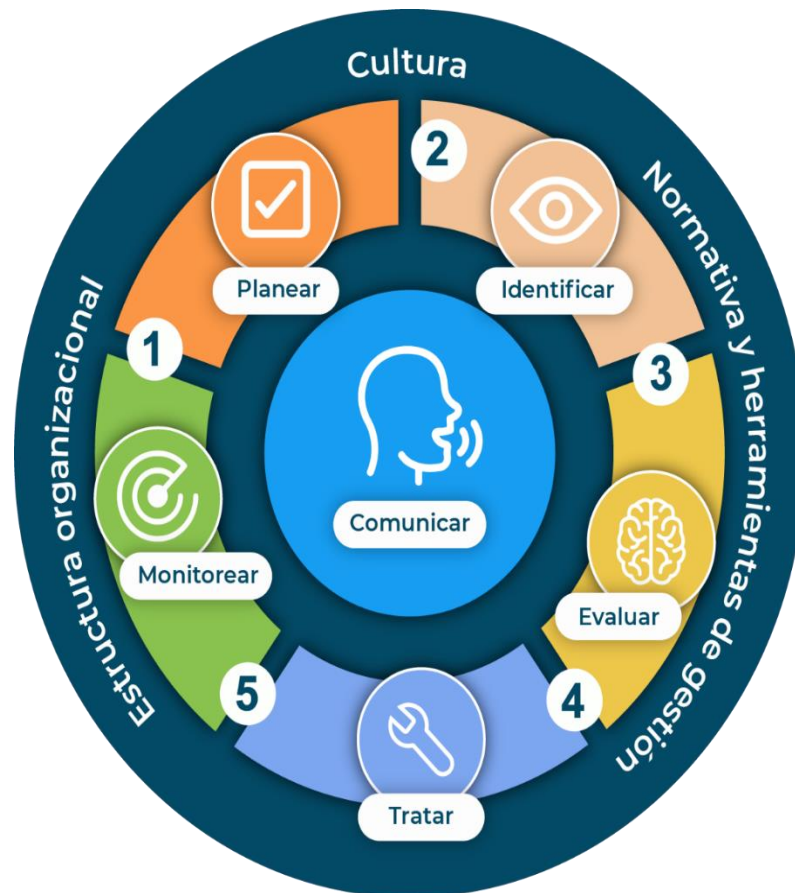 Cultura
Normativa y herramientas de gestión
Estructura organizacional
1
Planear
2
Identificar
3
Evaluar
4
Tratar
5
Monitorear
Comunicar